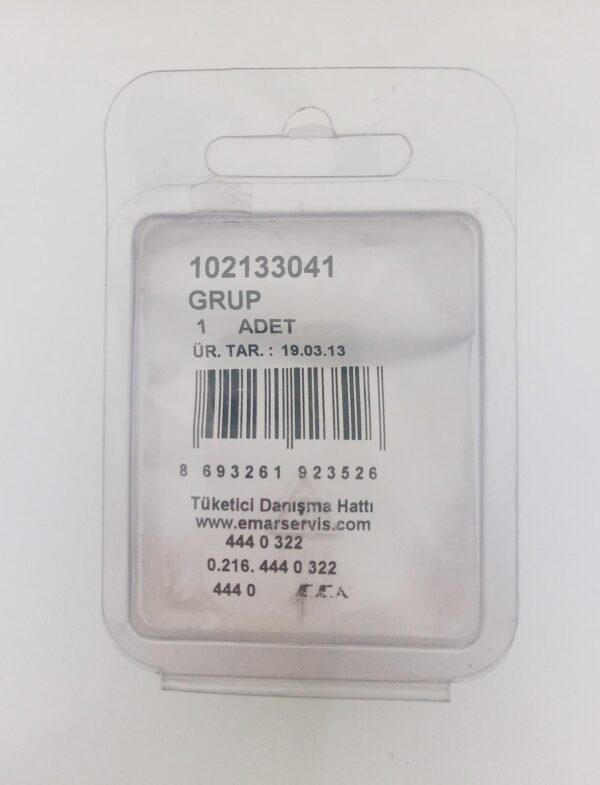 102133041
GRUP
1 ADET
ÜR. TAR. : 19.03.13
8 693261 923526
Tüketici Danışma Hattı
www.emarservis.com
444 0 322
0.216. 444 0 322
444 0